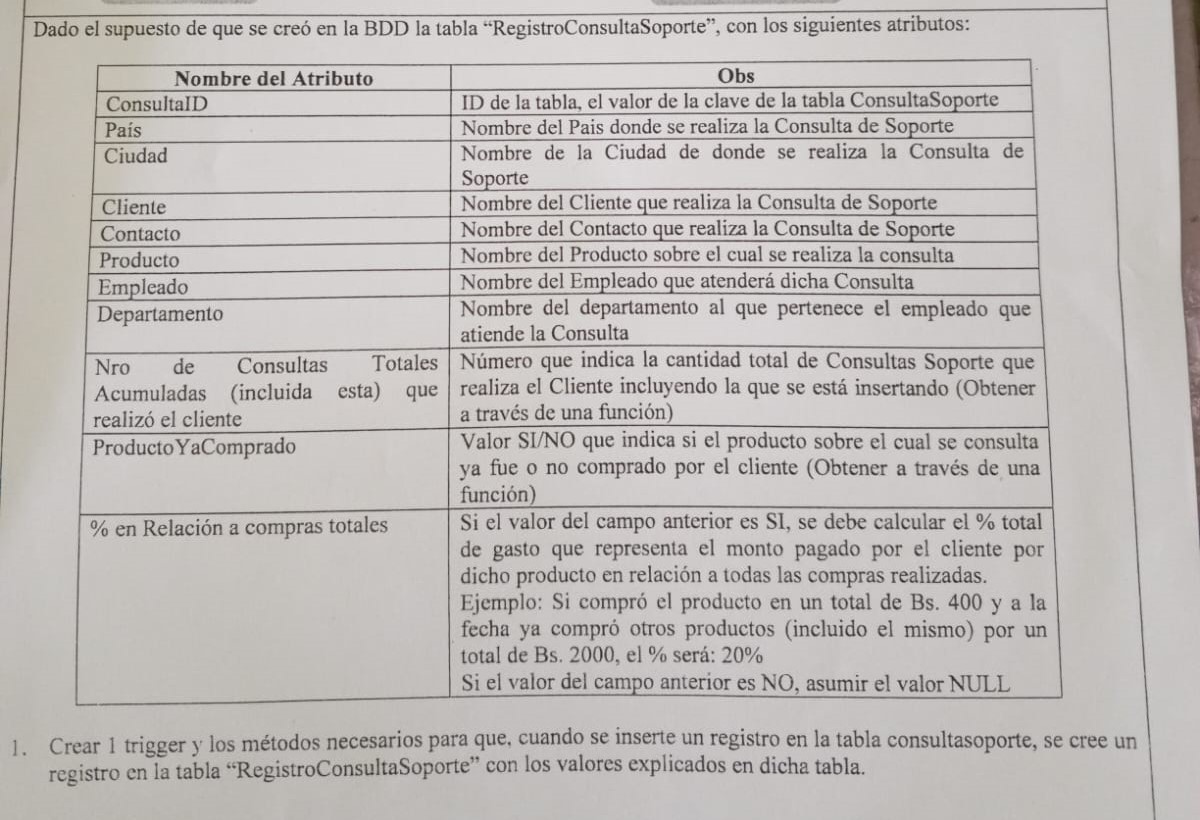 Dado el supuesto de que se creó en la BDD la tabla “RegistroConsultaSoporte”, con los siguientes atributos:
Nombre del Atributo
Obs
ConsultaID
ID de la tabla, el valor de la clave de la tabla ConsultaSoporte
País
Nombre del Pais donde se realiza la Consulta de Soporte
Ciudad
Nombre de la Ciudad de donde se realiza la Consulta de
Soporte
Cliente
Nombre del Cliente que realiza la Consulta de Soporte
Contacto
Nombre del Contacto que realiza la Consulta de Soporte
Producto
Nombre del Producto sobre el cual se realiza la consulta
Empleado
Nombre del Empleado que atenderá dicha Consulta
Departamento
Nombre del departamento al que pertenece el empleado que
atiende la Consulta
Nro de Consultas Totales
Acumuladas (incluida esta) que
realizó el cliente
Número que indica la cantidad total de Consultas Soporte que
realiza el Cliente incluyendo la que se está insertando (Obtener
a través de una función)
ProductoYaComprado
Valor SI/NO que indica si el producto sobre el cual se consulta
ya fue o no comprado por el cliente (Obtener a través de una
función)
% en Relación a compras totales
Si el valor del campo anterior es SI, se debe calcular el % total
de gasto que representa el monto pagado por el cliente por
dicho producto en relación a todas las compras realizadas.
Ejemplo: Si compró el producto en un total de Bs. 400 y a la
fecha ya compró otros productos (incluido el mismo) por un
total de Bs. 2000, el % será: 20%
Si el valor del campo anterior es NO, asumir el valor NULL
1. Crear 1 trigger y los métodos necesarios para que, cuando se inserte un registro en la tabla consultasoporte, se cree un
registro en la tabla “RegistroConsultaSoporte” con los valores explicados en dicha tabla.